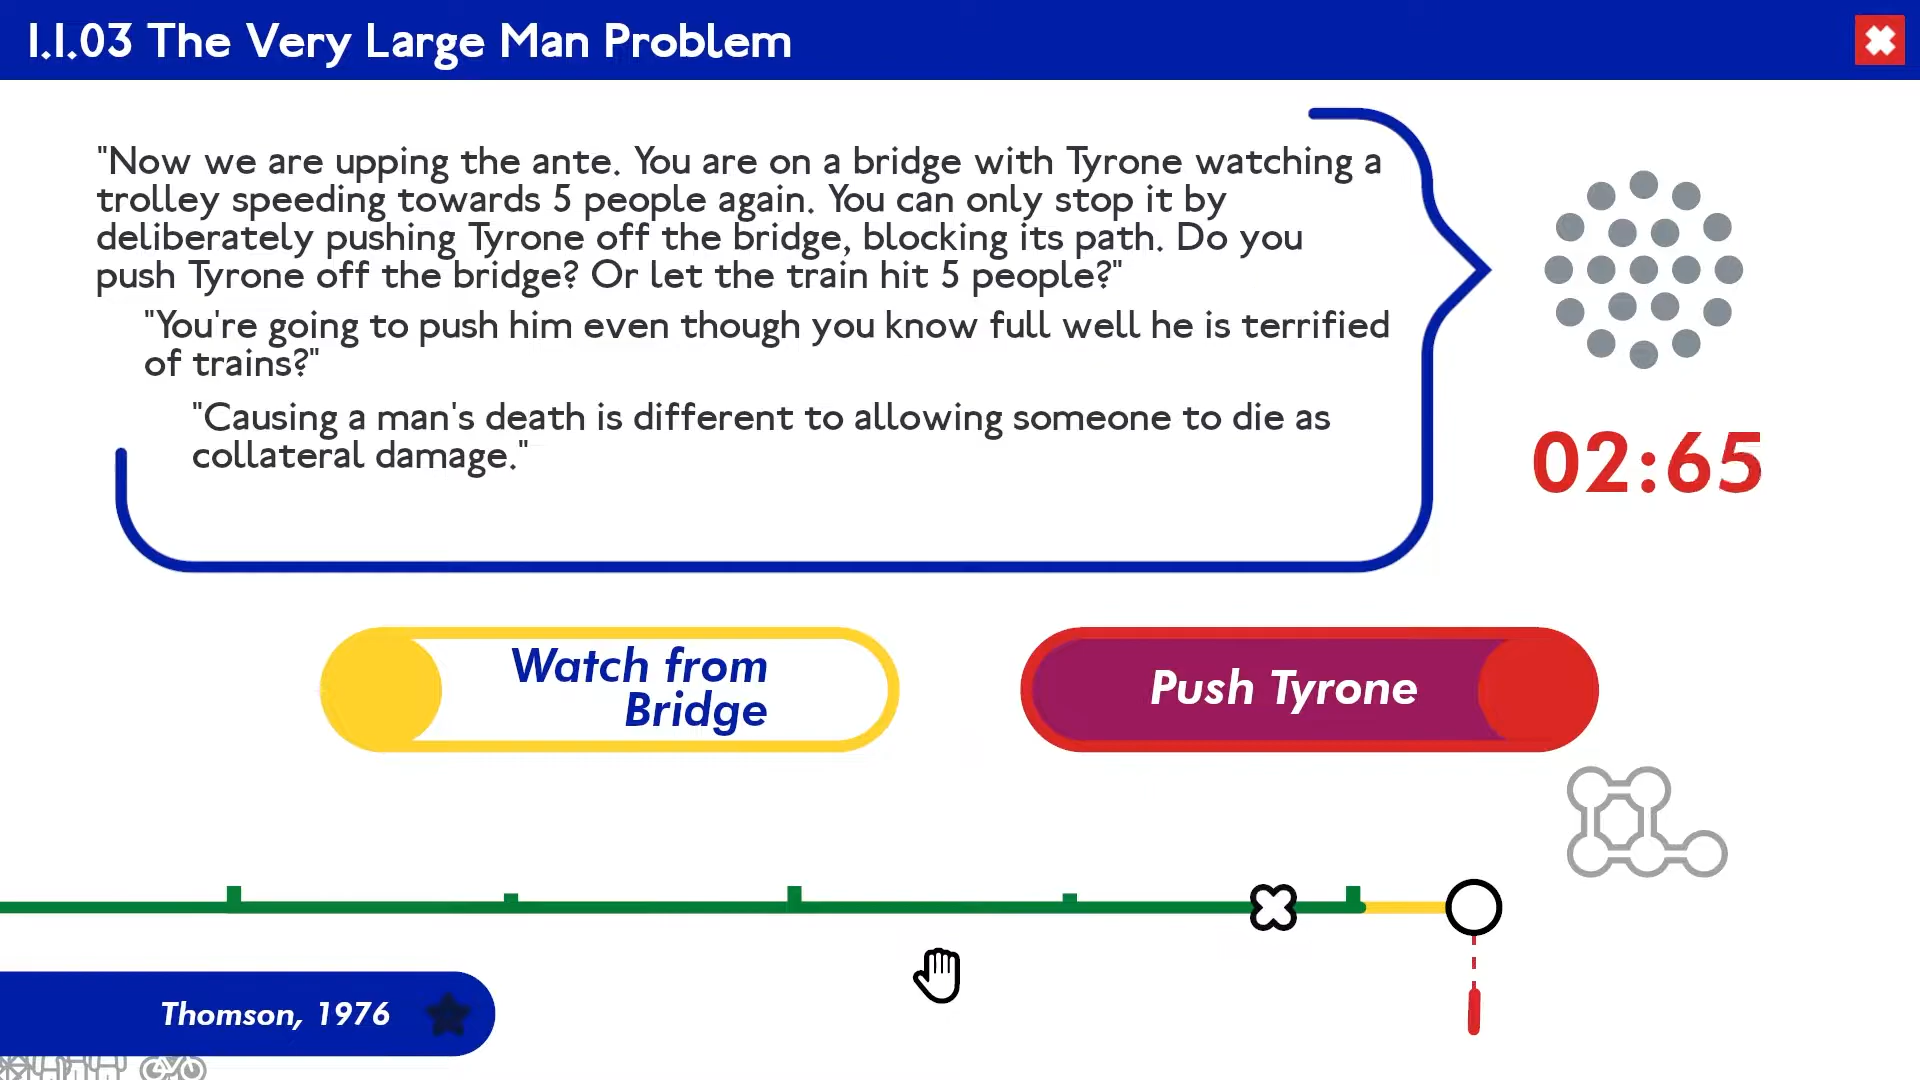 1.1.03 The Very Large Man Problem
"Now we are upping the ante. You are on a bridge with Tyrone watching a
trolley speeding towards 5 people again. You can only stop it by
deliberately pushing Tyrone off the bridge, blocking its path. Do you
push Tyrone off the bridge? Or let the train hit 5 people?"
"You're going to push him even though you know full well he is terrified
of trains?"
"Causing a man's death is different to allowing someone to die as
collateral damage."
02:65
Watch from
Bridge
Push Tyrone
Thomson, 1976